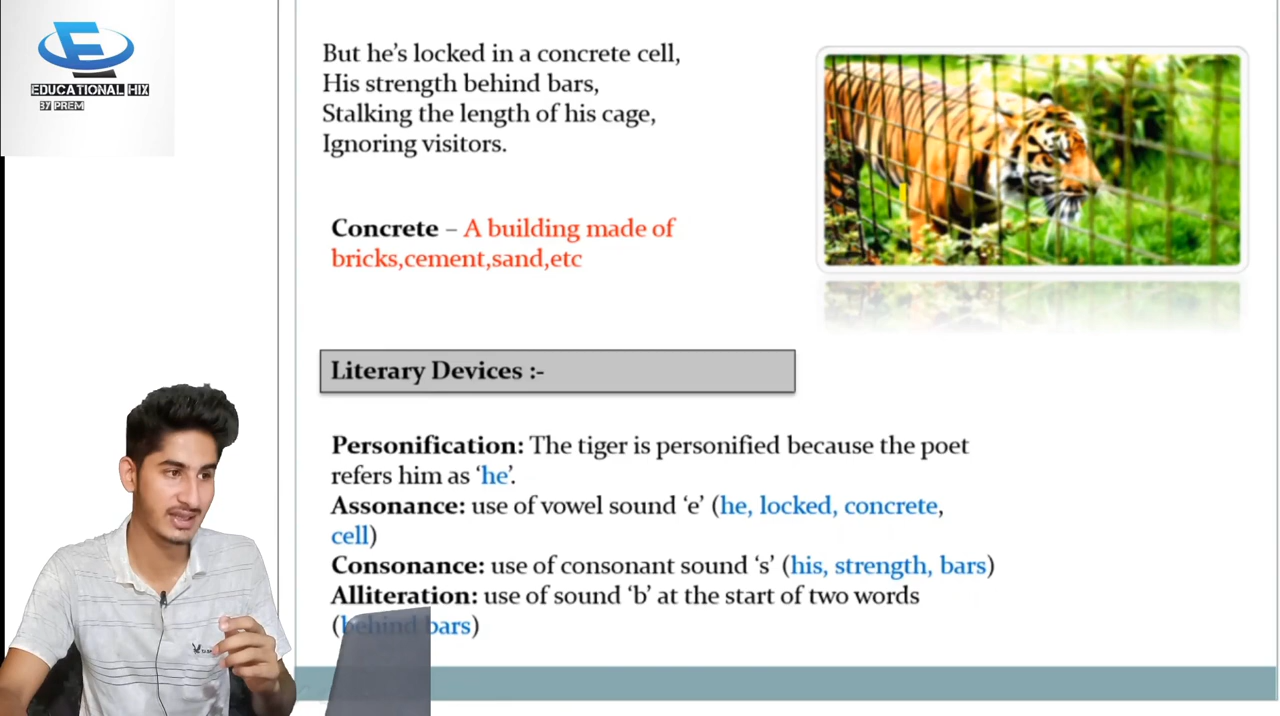 EDUCATIONAL HIX
BY PREM
But he's locked in a concrete cell,
His strength behind bars,
Stalking the length of his cage,
Ignoring visitors.
Concrete – A building made of
bricks,cement,sand,etc
Literary Devices :-
Personification: The tiger is personified because the poet
refers him as ‘he’.
Assonance: use of vowel sound ‘e’ (he, locked, concrete,
cell)
Consonance: use of consonant sound ‘s’ (his, strength, bars)
Alliteration: use of sound ‘b’ at the start of two words
(behind bars)